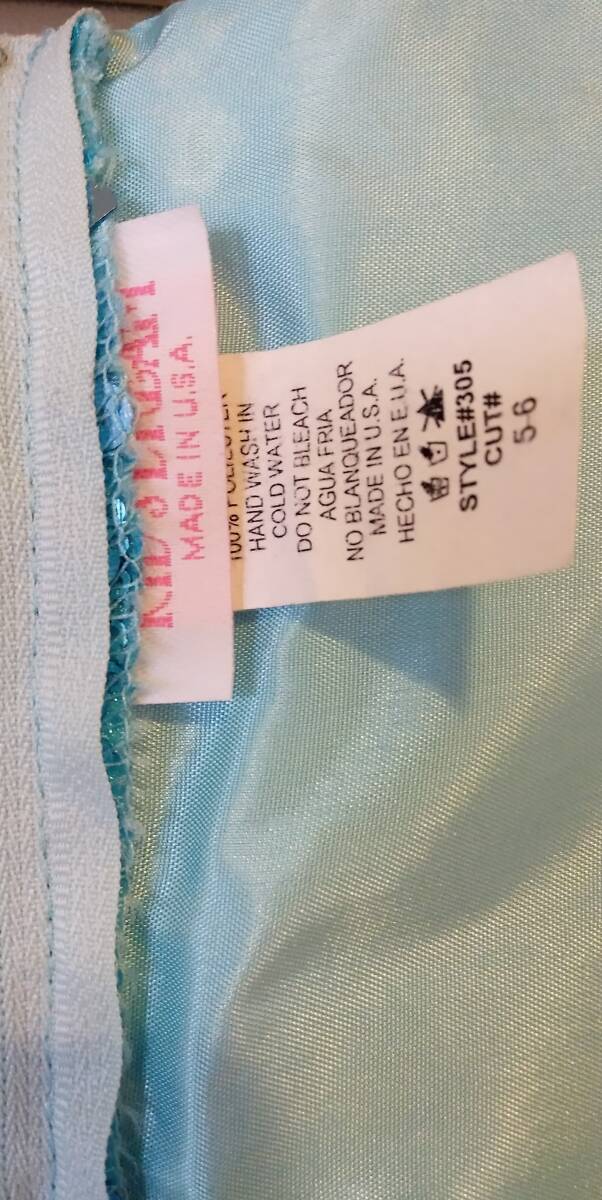 MADE IN U.S.A.
100% POLYESTER
HAND WASH IN
COLD WATER
DO NOT BLEACH
AGUA FRIA
NO BLANQUEADOR
MADE IN U.S.A.
HECHO EN E.U.A.
STYLE#305
CUT#
5-6